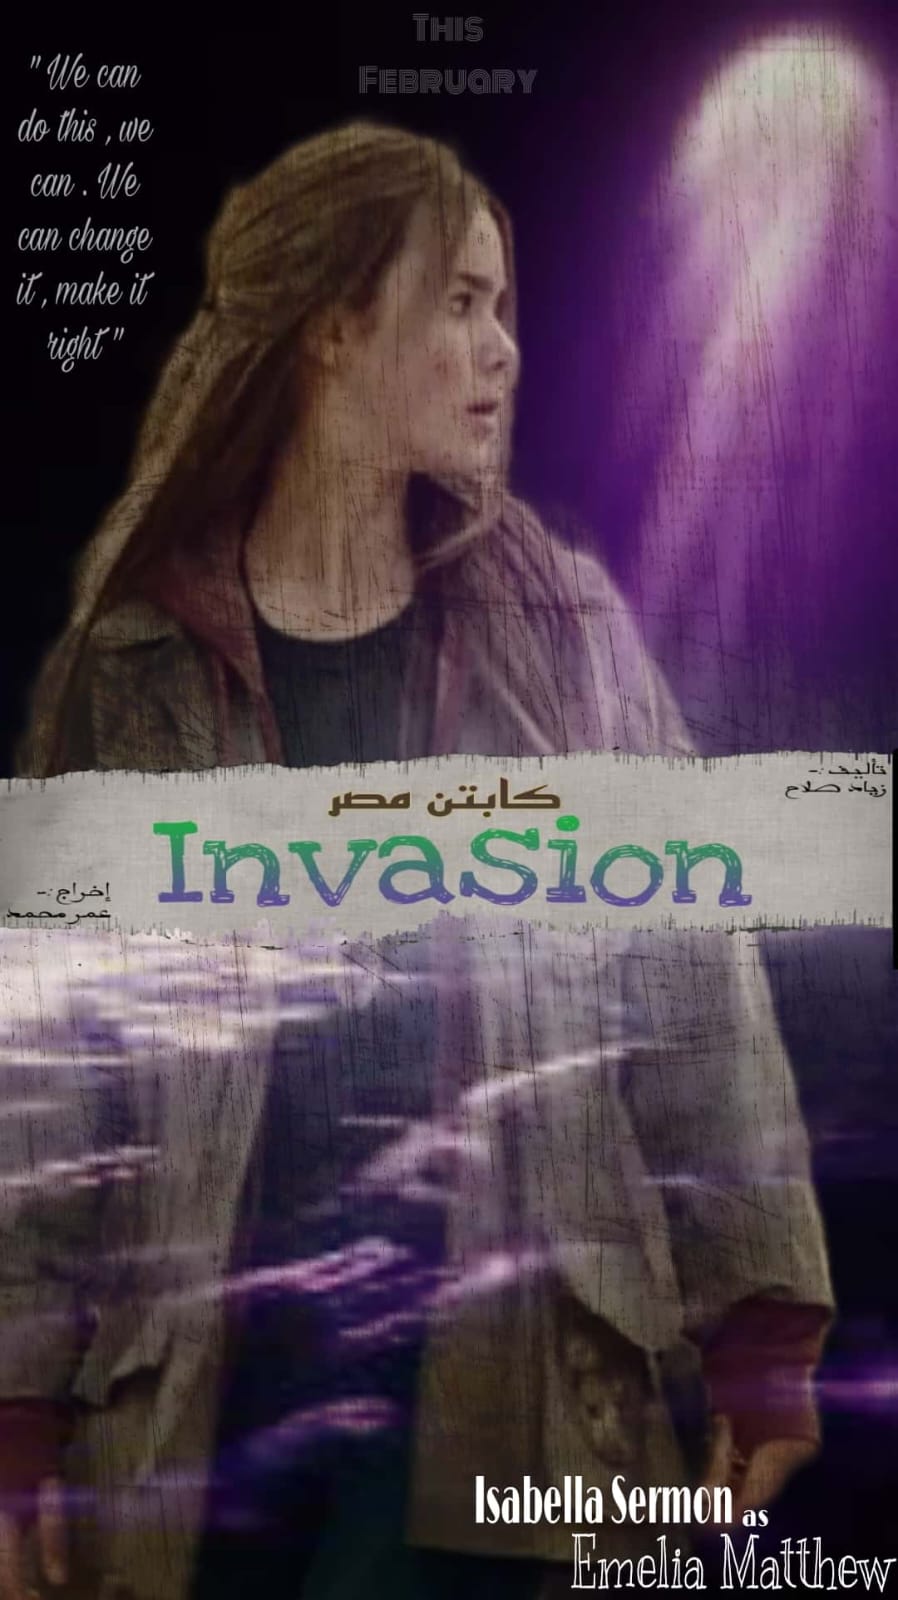 This
February
" We can
do this , we
can . We
can change
it , make it
right "
تأليف :-
زياد صلاح
كابتن مصر
Invasion
إخراج :-
عمر محمد
Isabella Sermon as
Emelia Matthew